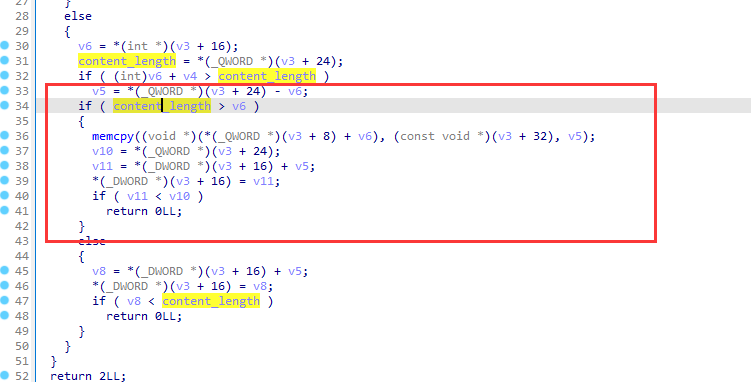 27 }
28 else
29 {
30 v6 = *(int *)(v3 + 16);
31 content_length = *(_QWORD *)(v3 + 24);
32 if ( (int)v6 + v4 > content_length )
33 v5 = *(_QWORD *)(v3 + 24) - v6;
34 if ( content_length > v6 )
35 {
36 memcpy((void *)(*(_QWORD *)(v3 + 8) + v6), (const void *)(v3 + 32), v5);
37 v10 = *(_QWORD *)(v3 + 24);
38 v11 = *(_DWORD *)(v3 + 16) + v5;
39 *(_DWORD *)(v3 + 16) = v11;
40 if ( v11 < v10 )
41 return 0LL;
42 }
43 else
44 {
45 v8 = *(_DWORD *)(v3 + 16) + v5;
46 *(_DWORD *)(v3 + 16) = v8;
47 if ( v8 < content_length )
48 return 0LL;
49 }
50 }
51 }
52 return 2LL;